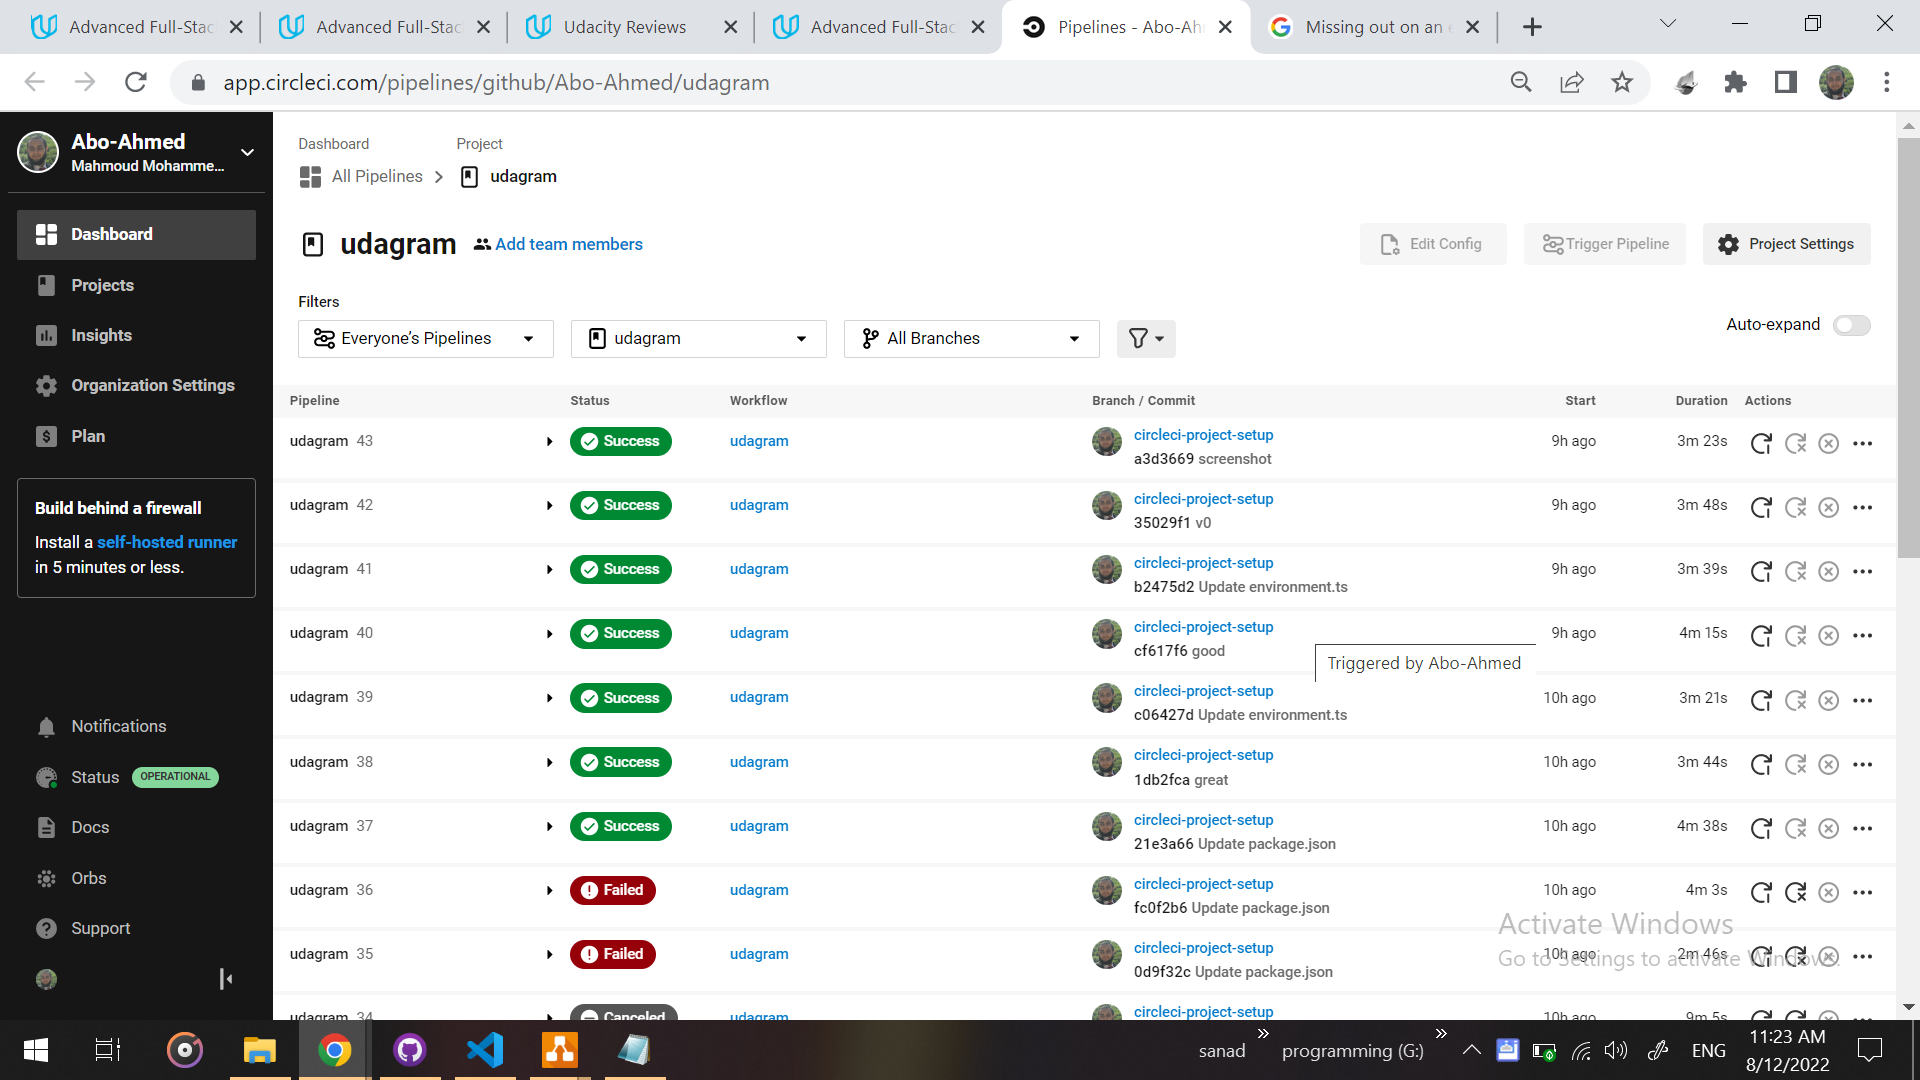 Advanced Full-Stac
Advanced Full-Stac
Udacity Reviews
Advanced Full-Stac
Pipelines - Abo-Ah
Missing out on an e
app.circleci.com/pipelines/github/Abo-Ahmed/udagram
Abo-Ahmed
Mahmoud Mohamme...
Dashboard
Projects
Insights
Organization Settings
Plan
Build behind a firewall
Install a self-hosted runner
in 5 minutes or less.
Notifications
Status OPERATIONAL
Docs
Orbs
Support
Dashboard Project
All Pipelines udagram
udagram Add team members
Edit Config Trigger Pipeline Project Settings
Filters
Everyone's Pipelines udagram All Branches
Auto-expand
Pipeline Status Workflow Branch / Commit Start Duration Actions
udagram 43 Success udagram circleci-project-setup 9h ago 3m 23s
a3d3669 screenshot
udagram 42 Success udagram circleci-project-setup 9h ago 3m 48s
35029f1 v0
udagram 41 Success udagram circleci-project-setup 9h ago 3m 39s
b2475d2 Update environment.ts
udagram 40 Success udagram circleci-project-setup 9h ago 4m 15s
cf617f6 good
Triggered by Abo-Ahmed
udagram 39 Success udagram circleci-project-setup 10h ago 3m 21s
c06427d Update environment.ts
udagram 38 Success udagram circleci-project-setup 10h ago 3m 44s
1db2fca great
udagram 37 Success udagram circleci-project-setup 10h ago 4m 38s
21e3a66 Update package.json
udagram 36 Failed udagram circleci-project-setup 10h ago 4m 3s
fc0f2b6 Update package.json
Activate Windows
Go to Settings to activate Windows.
udagram 35 Failed udagram circleci-project-setup 10h ago 2m 46s
0d9f32c Update package.json
udagram 34 Canceled udagram circleci-project-setup 10h ago 9m 5s
sanad programming (G:) ENG
11:23 AM
8/12/2022